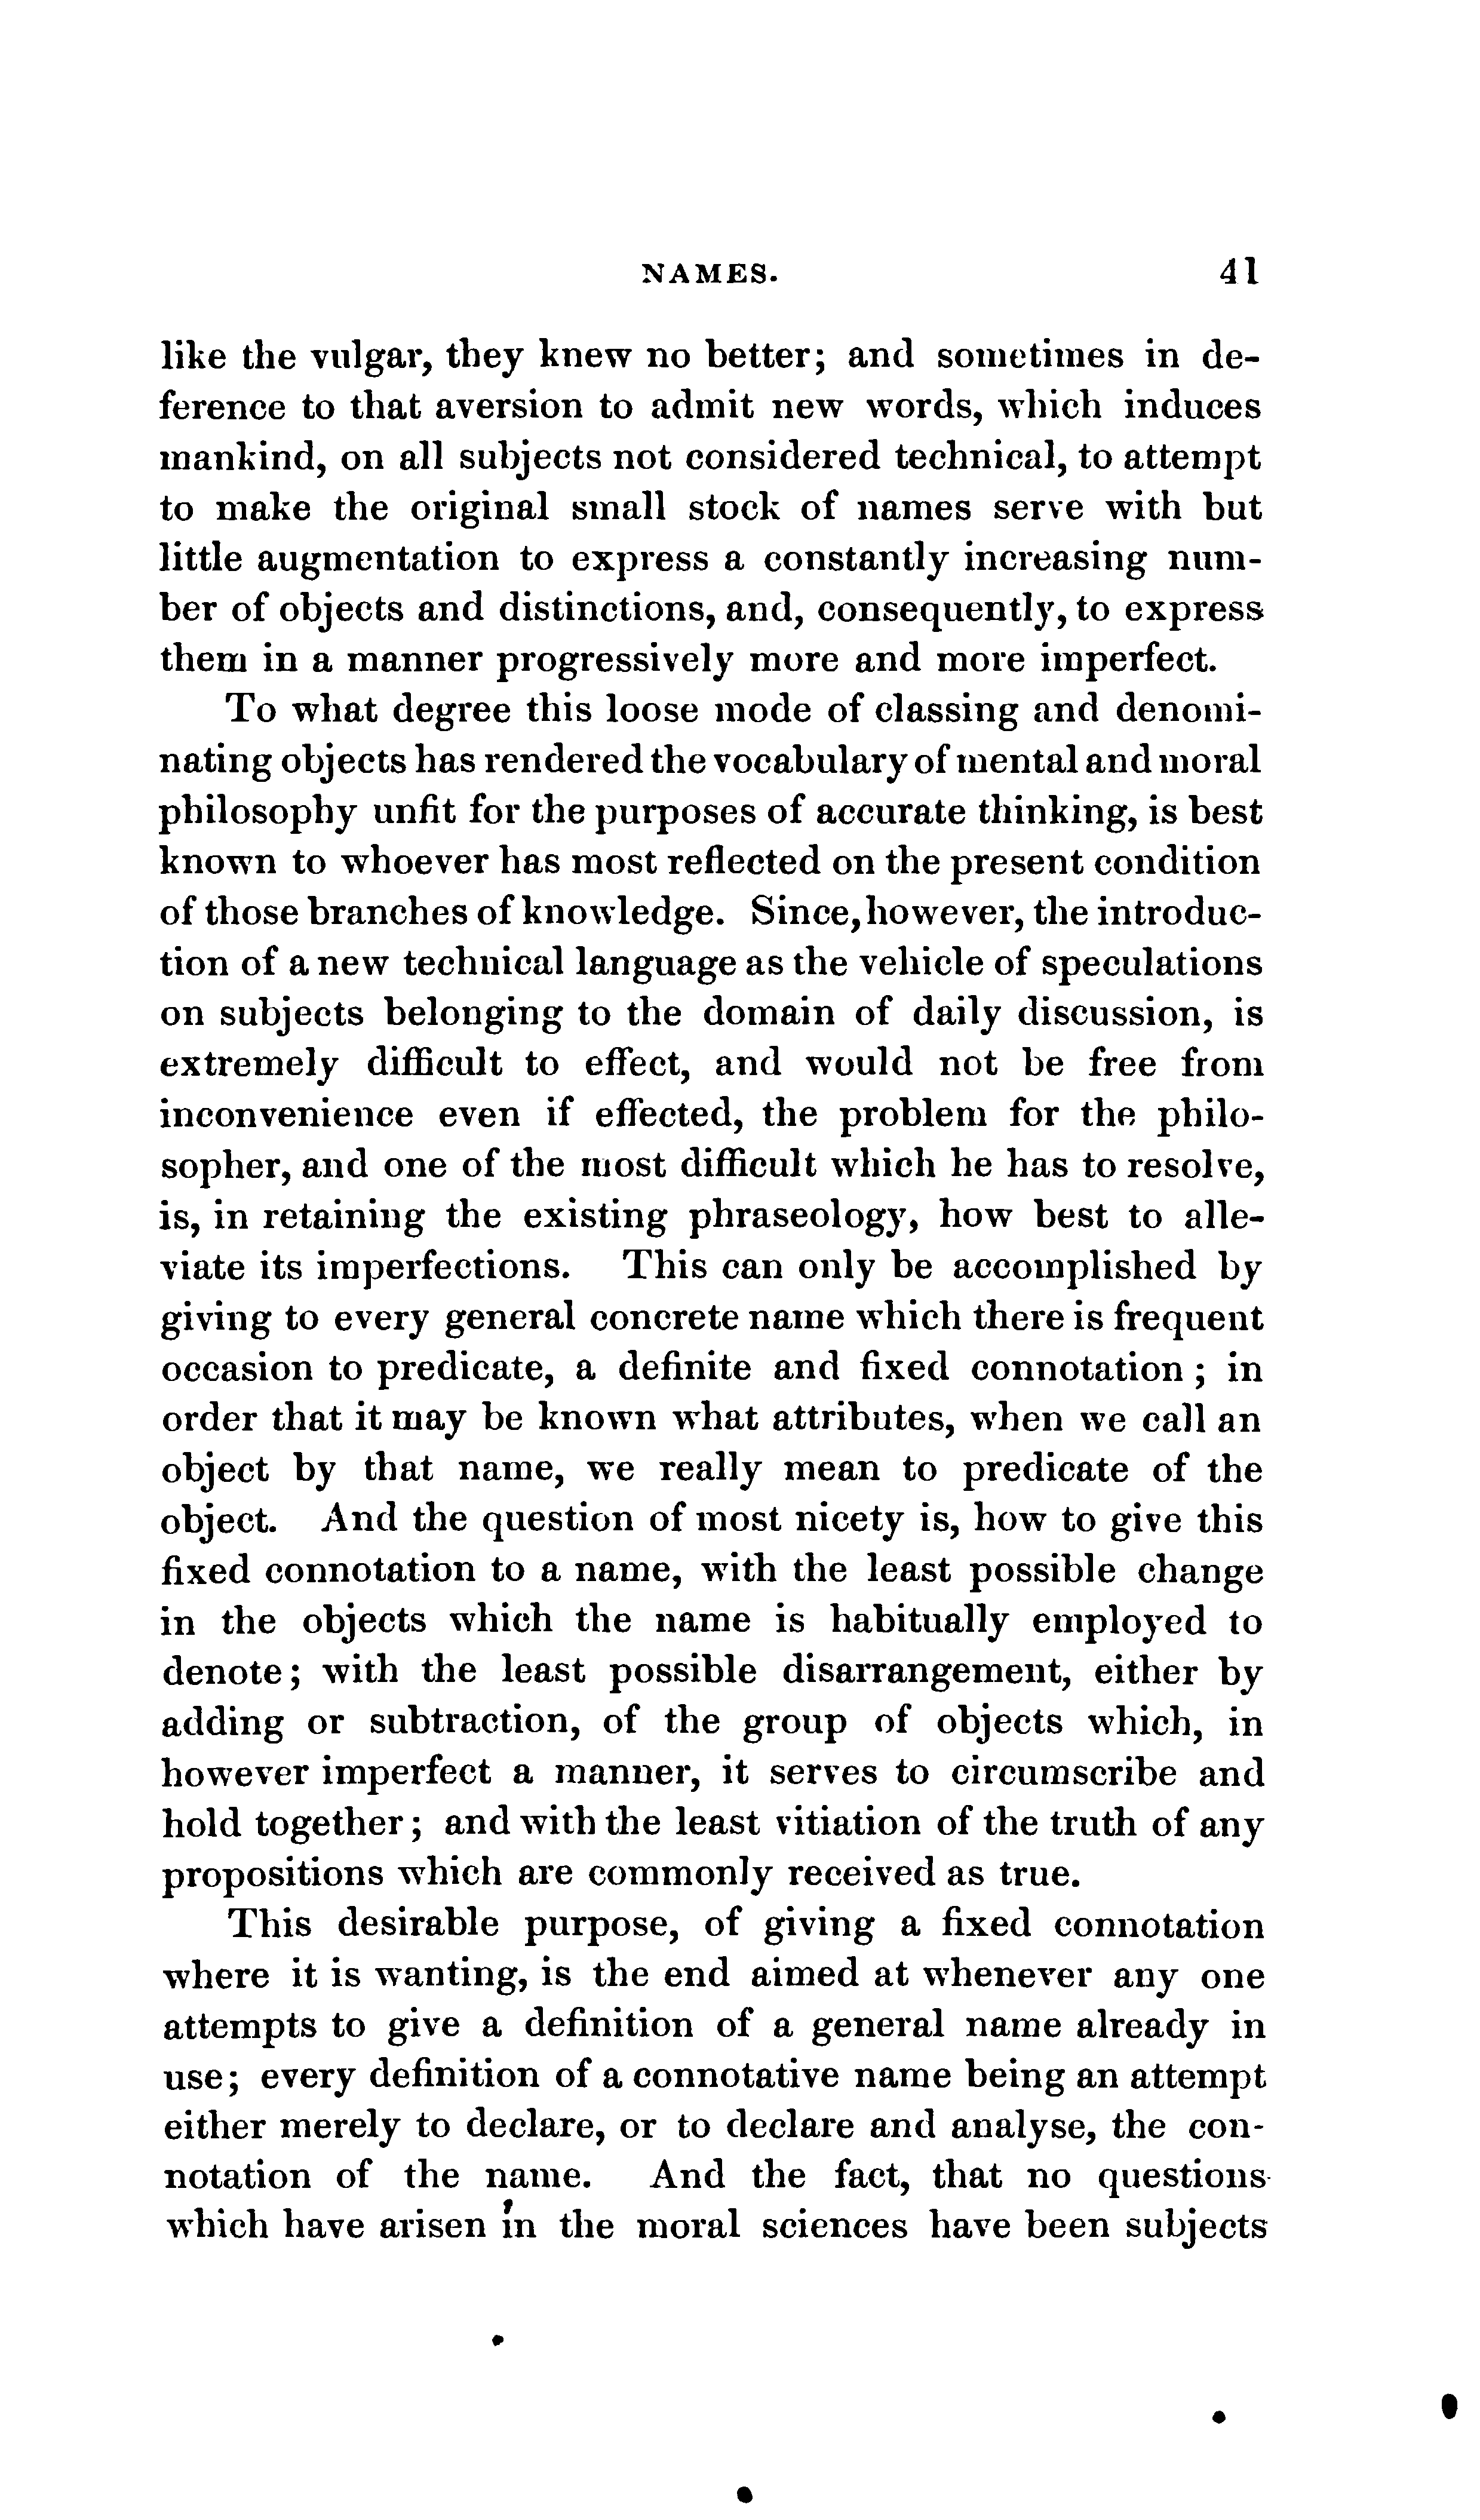 NAMES. 41
like the vulgar, they knew no better; and sometimes in de-
ference to that aversion to admit new words, which induces
mankind, on all subjects not considered technical, to attempt
to make the original small stock of names serve with but
little augmentation to express a constantly increasing num-
ber of objects and distinctions, and, consequently, to express
them in a manner progressively more and more imperfect.
To what degree this loose mode of classing and denomi-
nating objects has rendered the vocabulary of mental and moral
philosophy unfit for the purposes of accurate thinking, is best
known to whoever has most reflected on the present condition
of those branches of knowledge. Since, however, the introduc-
tion of a new technical language as the vehicle of speculations
on subjects belonging to the domain of daily discussion, is
extremely difficult to effect, and would not be free from
inconvenience even if effected, the problem for the philo-
sopher, and one of the most difficult which he has to resolve,
is, in retaining the existing phraseology, how best to alle-
viate its imperfections. This can only be accomplished by
giving to every general concrete name which there is frequent
occasion to predicate, a definite and fixed connotation; in
order that it may be known what attributes, when we call an
object by that name, we really mean to predicate of the
object. And the question of most nicety is, how to give this
fixed connotation to a name, with the least possible change
in the objects which the name is habitually employed to
denote; with the least possible disarrangement, either by
adding or subtraction, of the group of objects which, in
however imperfect a manner, it serves to circumscribe and
hold together; and with the least vitiation of the truth of any
propositions which are commonly received as true.
This desirable purpose, of giving a fixed connotation
where it is wanting, is the end aimed at whenever any one
attempts to give a definition of a general name already in
use; every definition of a connotative name being an attempt
either merely to declare, or to declare and analyse, the con-
notation of the name. And the fact, that no questions
which have arisen in the moral sciences have been subjects